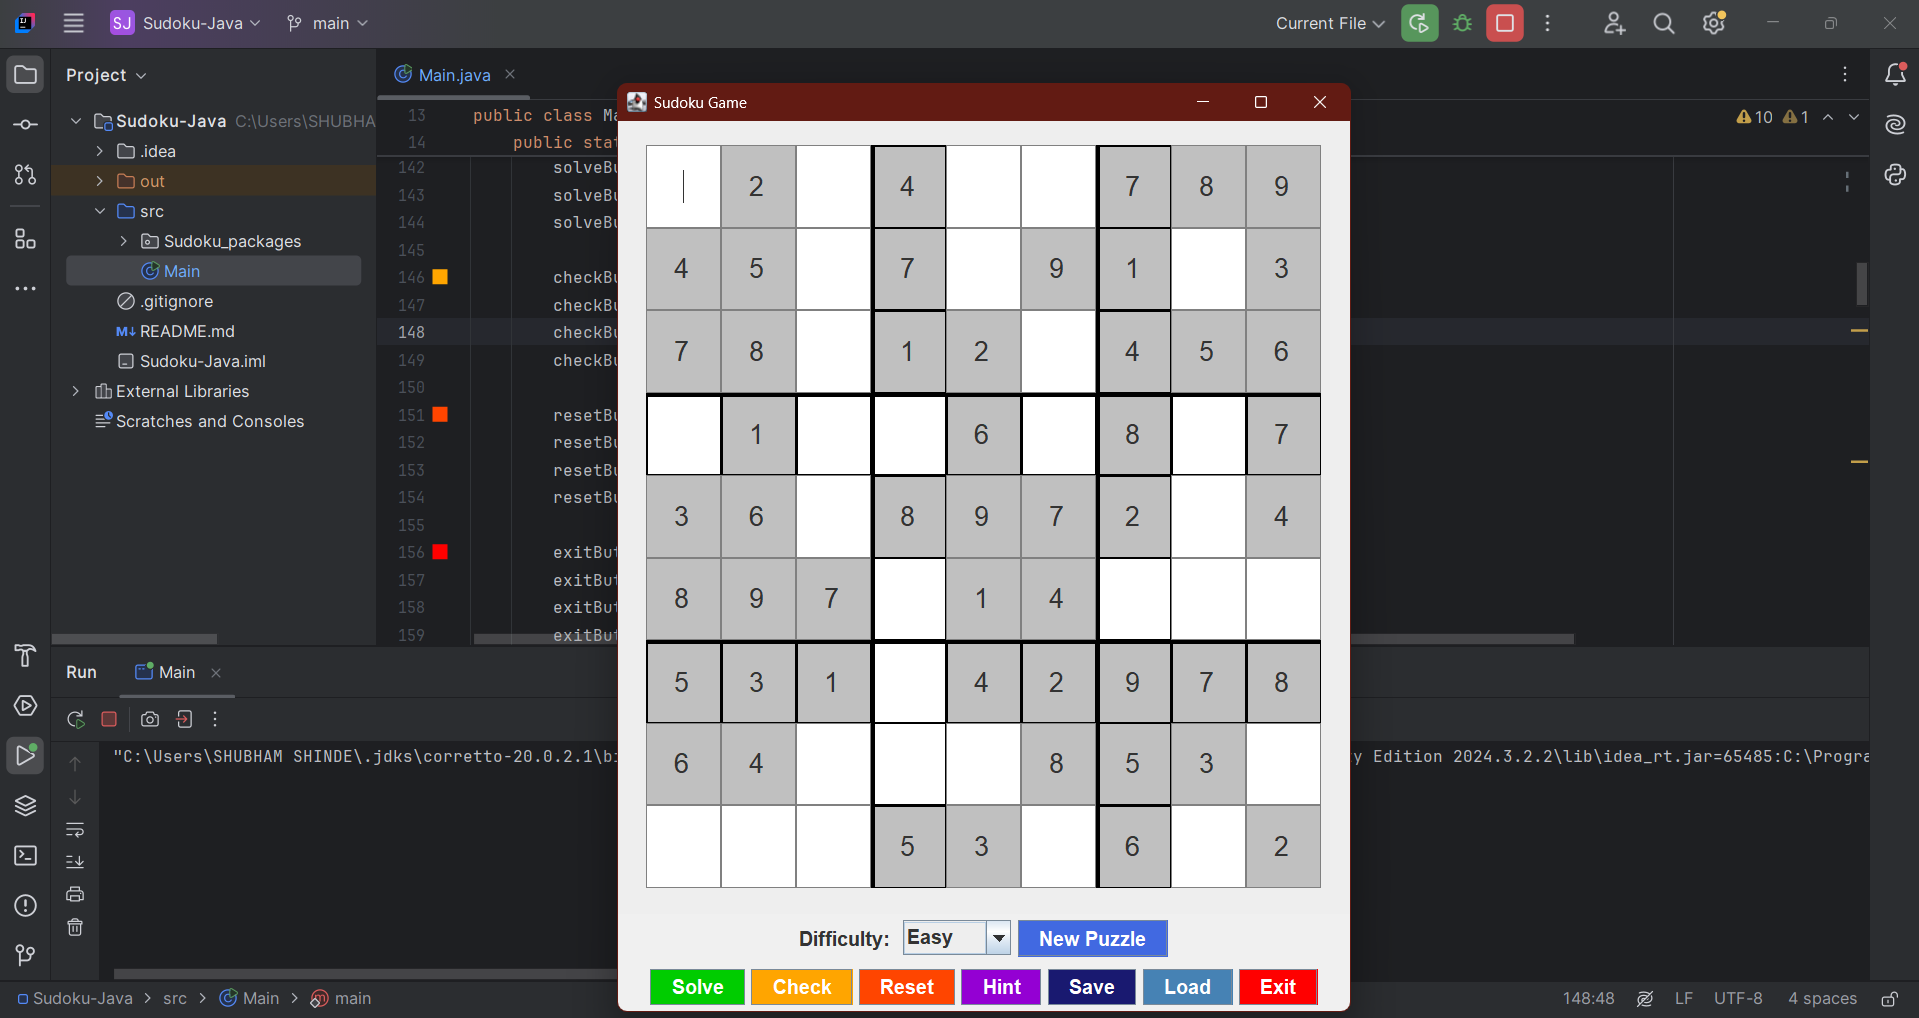 SJ Sudoku-Java main Current File
Project
Main.java
Sudoku-Java C:\Users\SHUBHA
.idea
out
src
Sudoku_packages
Main
.gitignore
M↓ README.md
Sudoku-Java.iml
External Libraries
Scratches and Consoles
13 public class Ma
14 public stat
142 solveBu
143 solveBu
144 solveBu
145
146 checkBu
147 checkBu
148 checkBu
149 checkBu
150
151 resetBu
152 resetBu
153 resetBu
154 resetBu
155
156 exitBut
157 exitBut
158 exitBut
159 exitBut
10 1
Sudoku Game
2 4 7 8 9
4 5 7 9 1 3
7 8 1 2 4 5 6
1 6 8 7
3 6 8 9 7 2 4
8 9 7 1 4
5 3 1 4 2 9 7 8
6 4 8 5 3
5 3 6 2
Difficulty: Easy New Puzzle
Solve Check Reset Hint Save Load Exit
Run Main
"C:\Users\SHUBHAM SHINDE\.jdks\corretto-20.0.2.1\bi
y Edition 2024.3.2.2\lib\idea_rt.jar=65485:C:\Progra
Sudoku-Java > src > Main > main
148:48 LF UTF-8 4 spaces